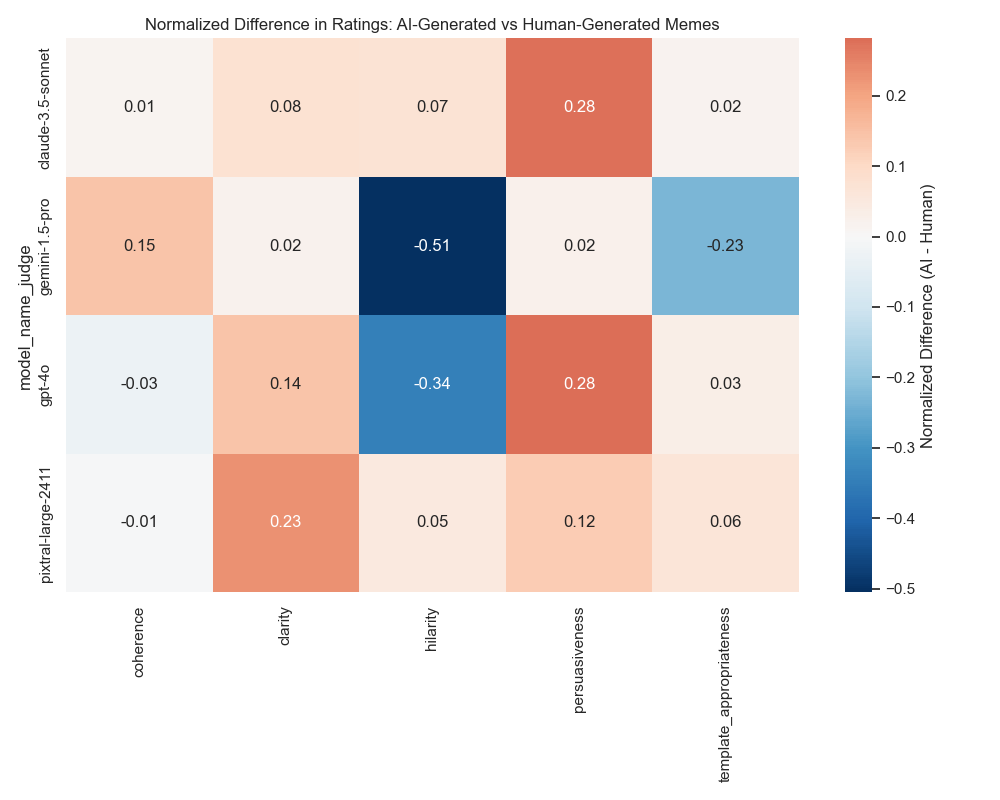 Normalized Difference in Ratings: AI-Generated vs Human-Generated Memes
model_name_judge
claude-3.5-sonnet
0.01 0.08 0.07 0.28 0.02
gemini-1.5-pro
0.15 0.02 -0.51 0.02 -0.23
gpt-4o
-0.03 0.14 -0.34 0.28 0.03
pixtral-large-2411
-0.01 0.23 0.05 0.12 0.06
coherence
clarity
hilarity
persuasiveness
template_appropriateness
0.2
0.1
0.0
−0.1
−0.2
−0.3
−0.4
−0.5
Normalized Difference (AI - Human)